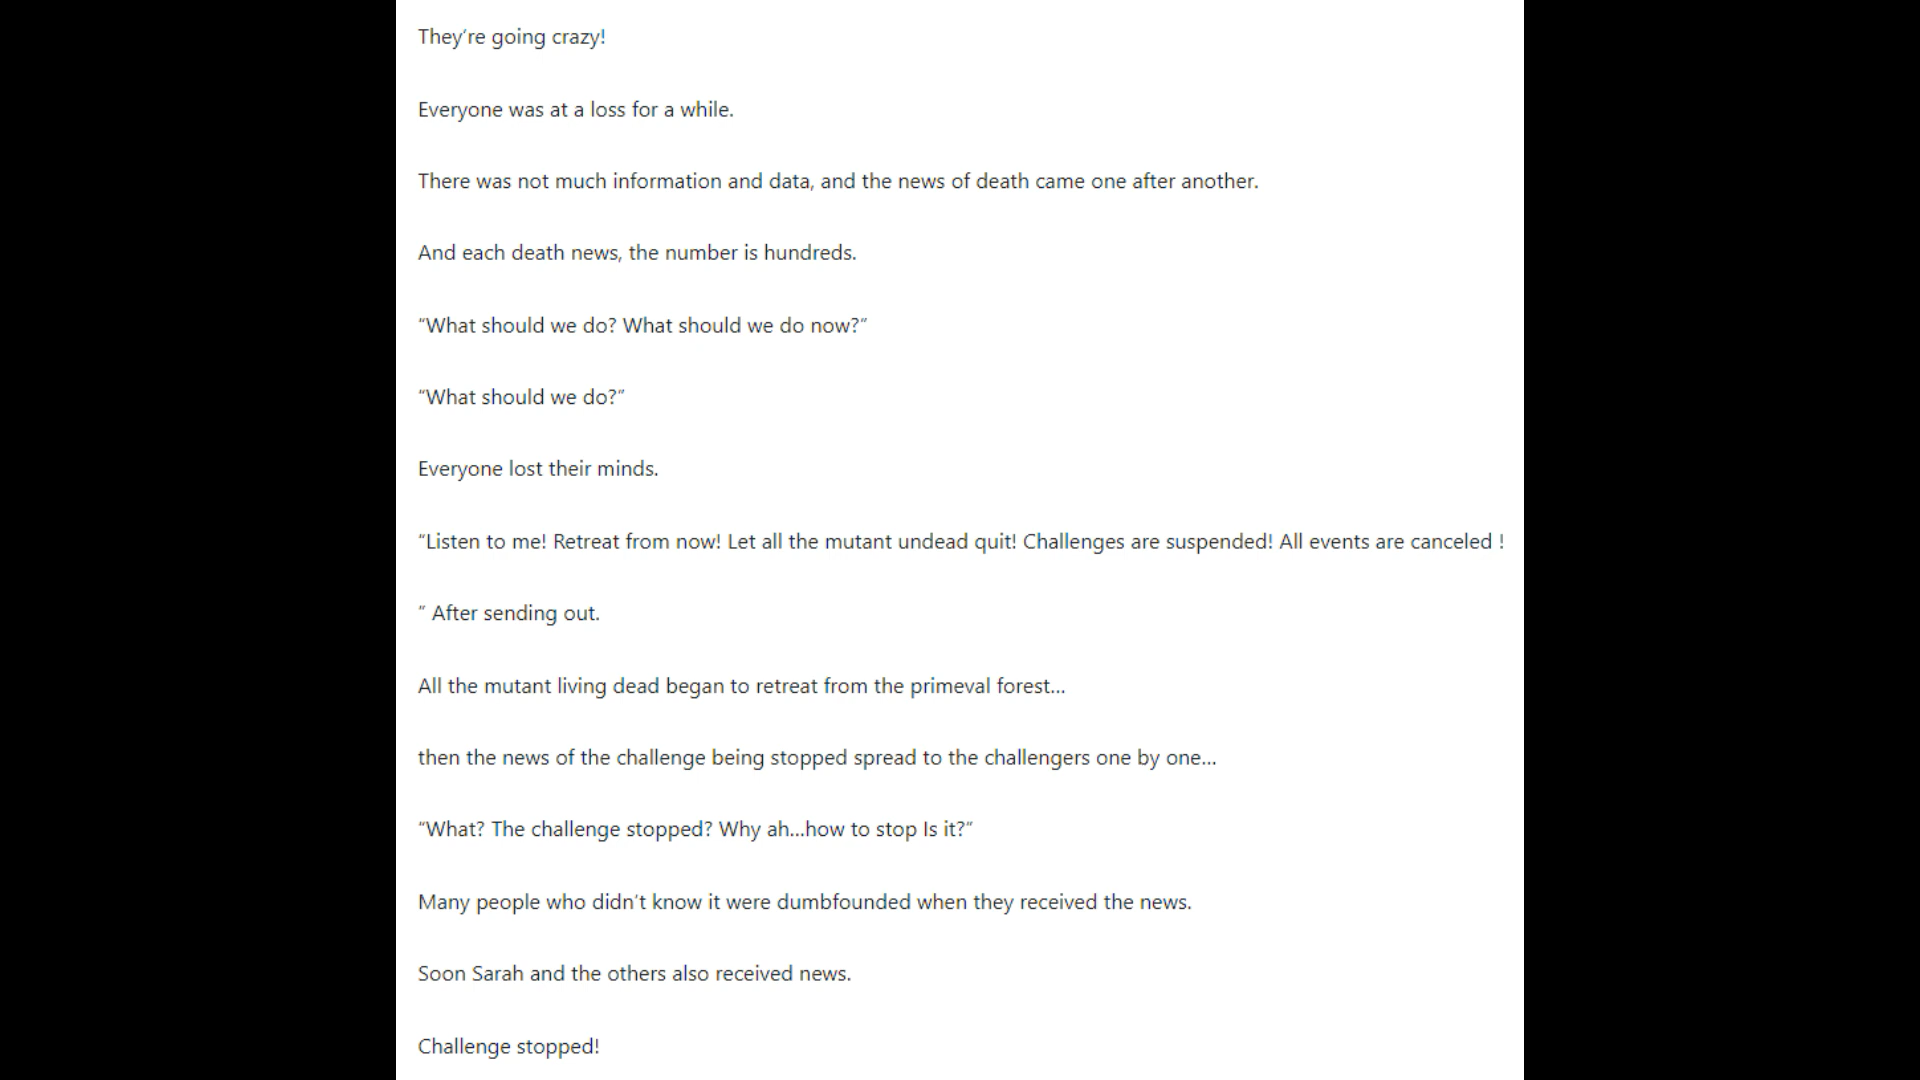 They’re going crazy!
Everyone was at a loss for a while.
There was not much information and data, and the news of death came one after another.
And each death news, the number is hundreds.
“What should we do? What should we do now?”
“What should we do?”
Everyone lost their minds.
“Listen to me! Retreat from now! Let all the mutant undead quit! Challenges are suspended! All events are canceled !
” After sending out.
All the mutant living dead began to retreat from the primeval forest…
then the news of the challenge being stopped spread to the challengers one by one…
“What? The challenge stopped? Why ah…how to stop Is it?”
Many people who didn’t know it were dumbfounded when they received the news.
Soon Sarah and the others also received news.
Challenge stopped!